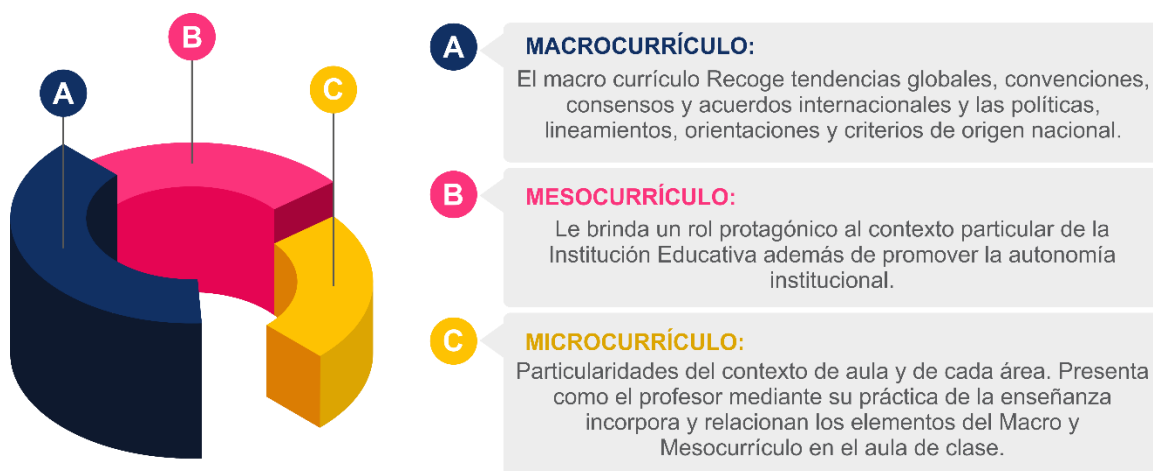 A
B
C
A
MACROCURRÍCULO:
El macro currículo Recoge tendencias globales, convenciones,
consensos y acuerdos internacionales y las políticas,
lineamientos, orientaciones y criterios de origen nacional.
B
MESOCURRÍCULO:
Le brinda un rol protagónico al contexto particular de la
Institución Educativa además de promover la autonomía
institucional.
C
MICROCURRÍCULO:
Particularidades del contexto de aula y de cada área. Presenta
como el profesor mediante su práctica de la enseñanza
incorpora y relacionan los elementos del Macro y
Mesocurrículo en el aula de clase.